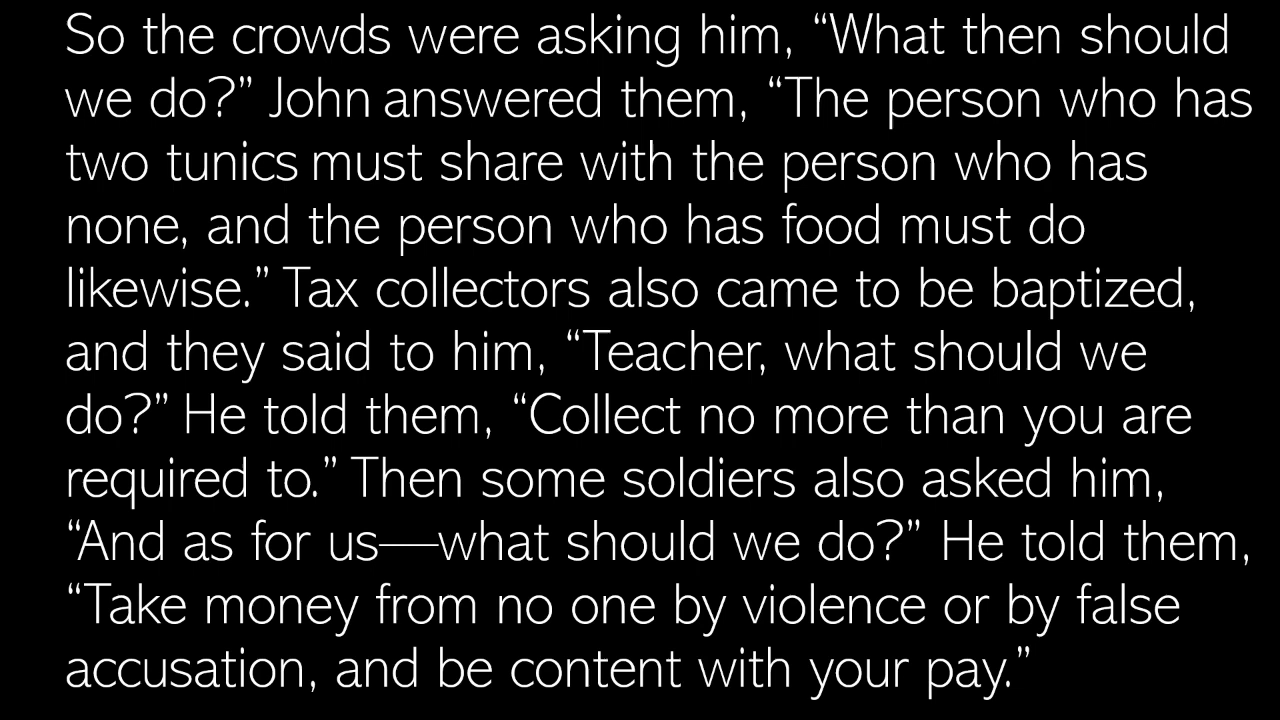 So the crowds were asking him, “What then should
we do?” John answered them, “The person who has
two tunics must share with the person who has
none, and the person who has food must do
likewise.” Tax collectors also came to be baptized,
and they said to him, “Teacher, what should we
do?” He told them, “Collect no more than you are
required to.” Then some soldiers also asked him,
“And as for us—what should we do?” He told them,
“Take money from no one by violence or by false
accusation, and be content with your pay.”